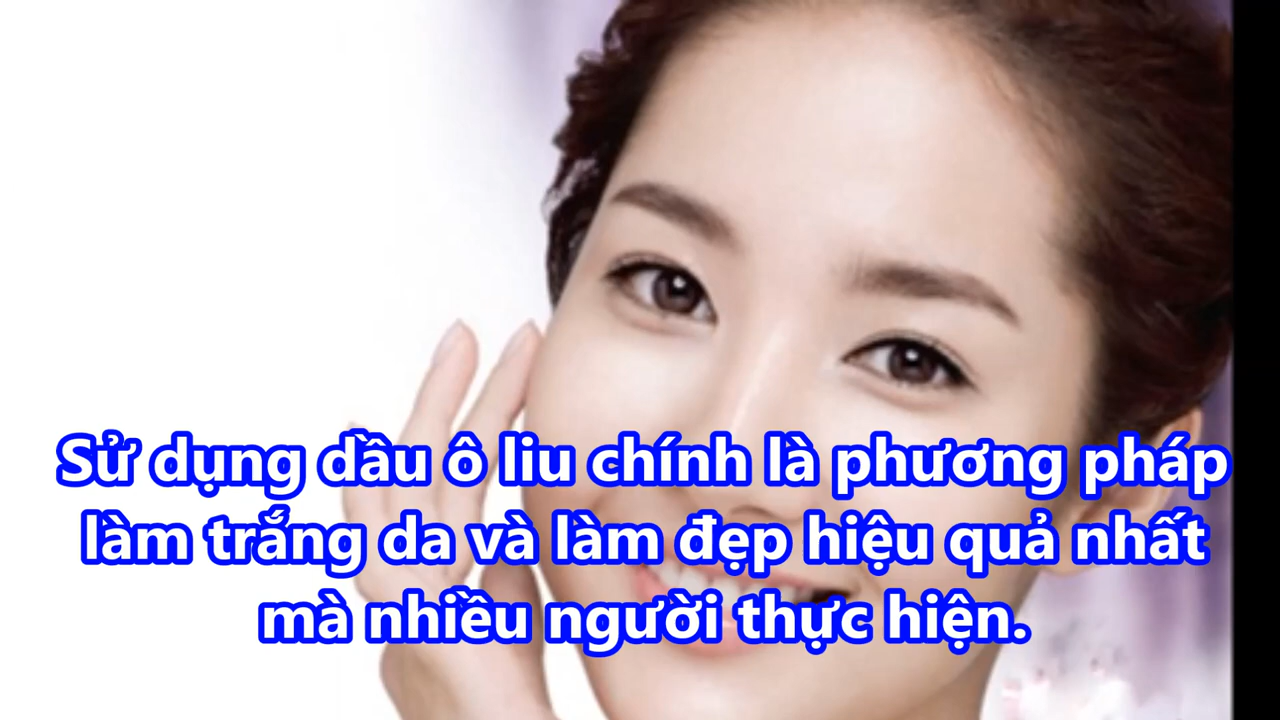 Sử dụng dầu ô liu chính là phương pháp
làm trắng da và làm đẹp hiệu quả nhất
mà nhiều người thực hiện.